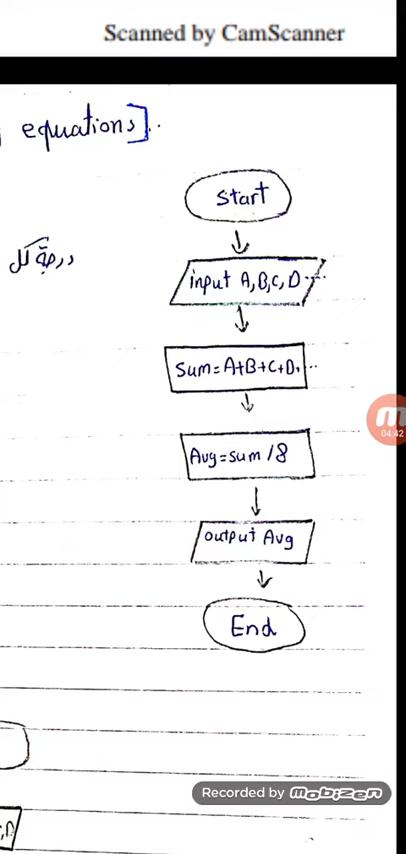 Scanned by CamScanner
equations]..
Start
درجة كل
input A,B,C,D...
Sum=A+B+C+D,...
Avg=sum /8
output Avg
End
04:42
Recorded by mobizen